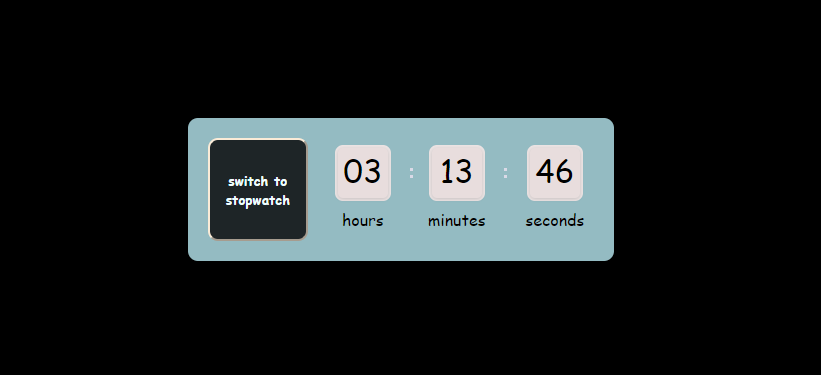 switch to
stopwatch
03 : 13 : 46
hours minutes seconds